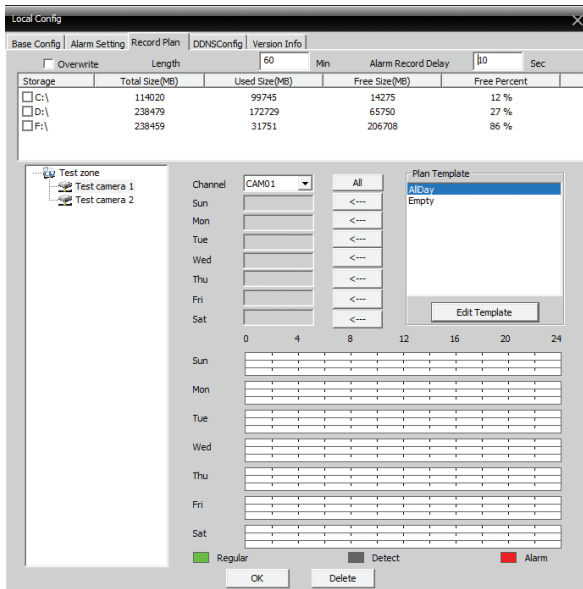 Local Config
Base Config Alarm Setting Record Plan DDNSConfig Version Info
Overwrite Length 60 Min Alarm Record Delay 10 Sec
Storage Total Size(MB) Used Size(MB) Free Size(MB) Free Percent
C:\ 114020 99745 14275 12 %
D:\ 238479 172729 65750 27 %
F:\ 238459 31751 206708 86 %
Test zone
Test camera 1
Test camera 2
Channel CAM01 All
Sun <---
Mon <---
Tue <---
Wed <---
Thu <---
Fri <---
Sat <---
Plan Template
AllDay
Empty
Edit Template
0 4 8 12 16 20 24
Sun
Mon
Tue
Wed
Thu
Fri
Sat
Regular Detect Alarm
OK Delete